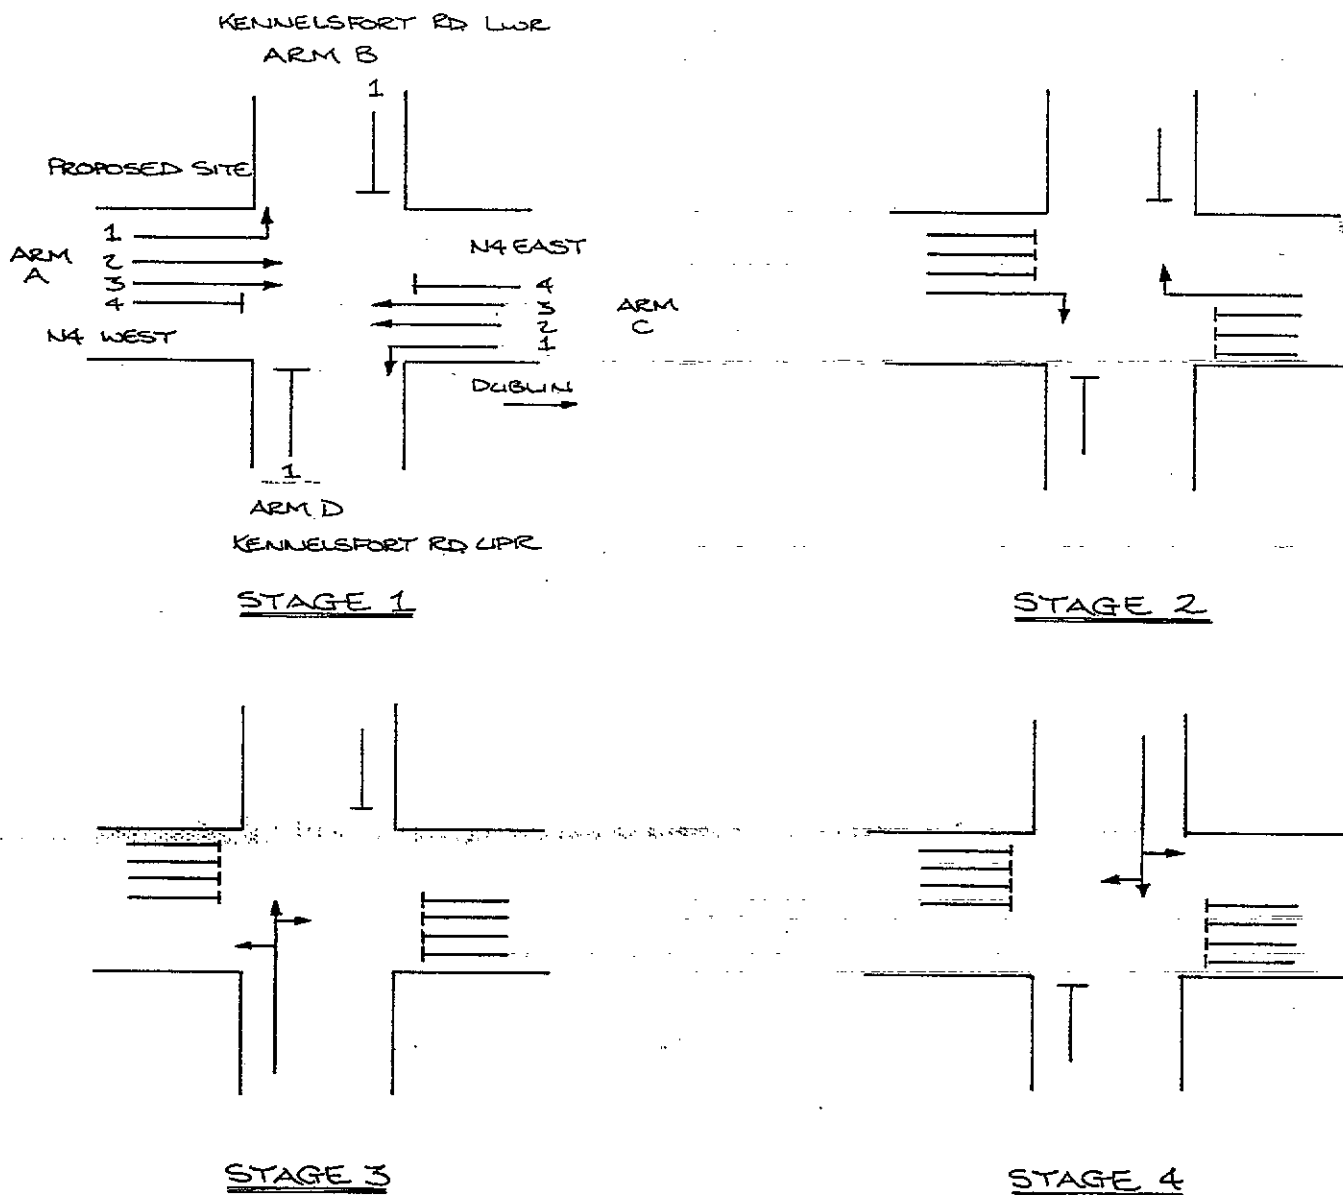 KENNELSFORT RD LWR
ARM B
1
PROPOSED SITE
1
ARM A
2
3
4
N4 WEST
N4 EAST
4
3
2
1
ARM C
DUBLIN
1
ARM D
KENNELSFORT RD UPR
STAGE 1
STAGE 2
STAGE 3
STAGE 4